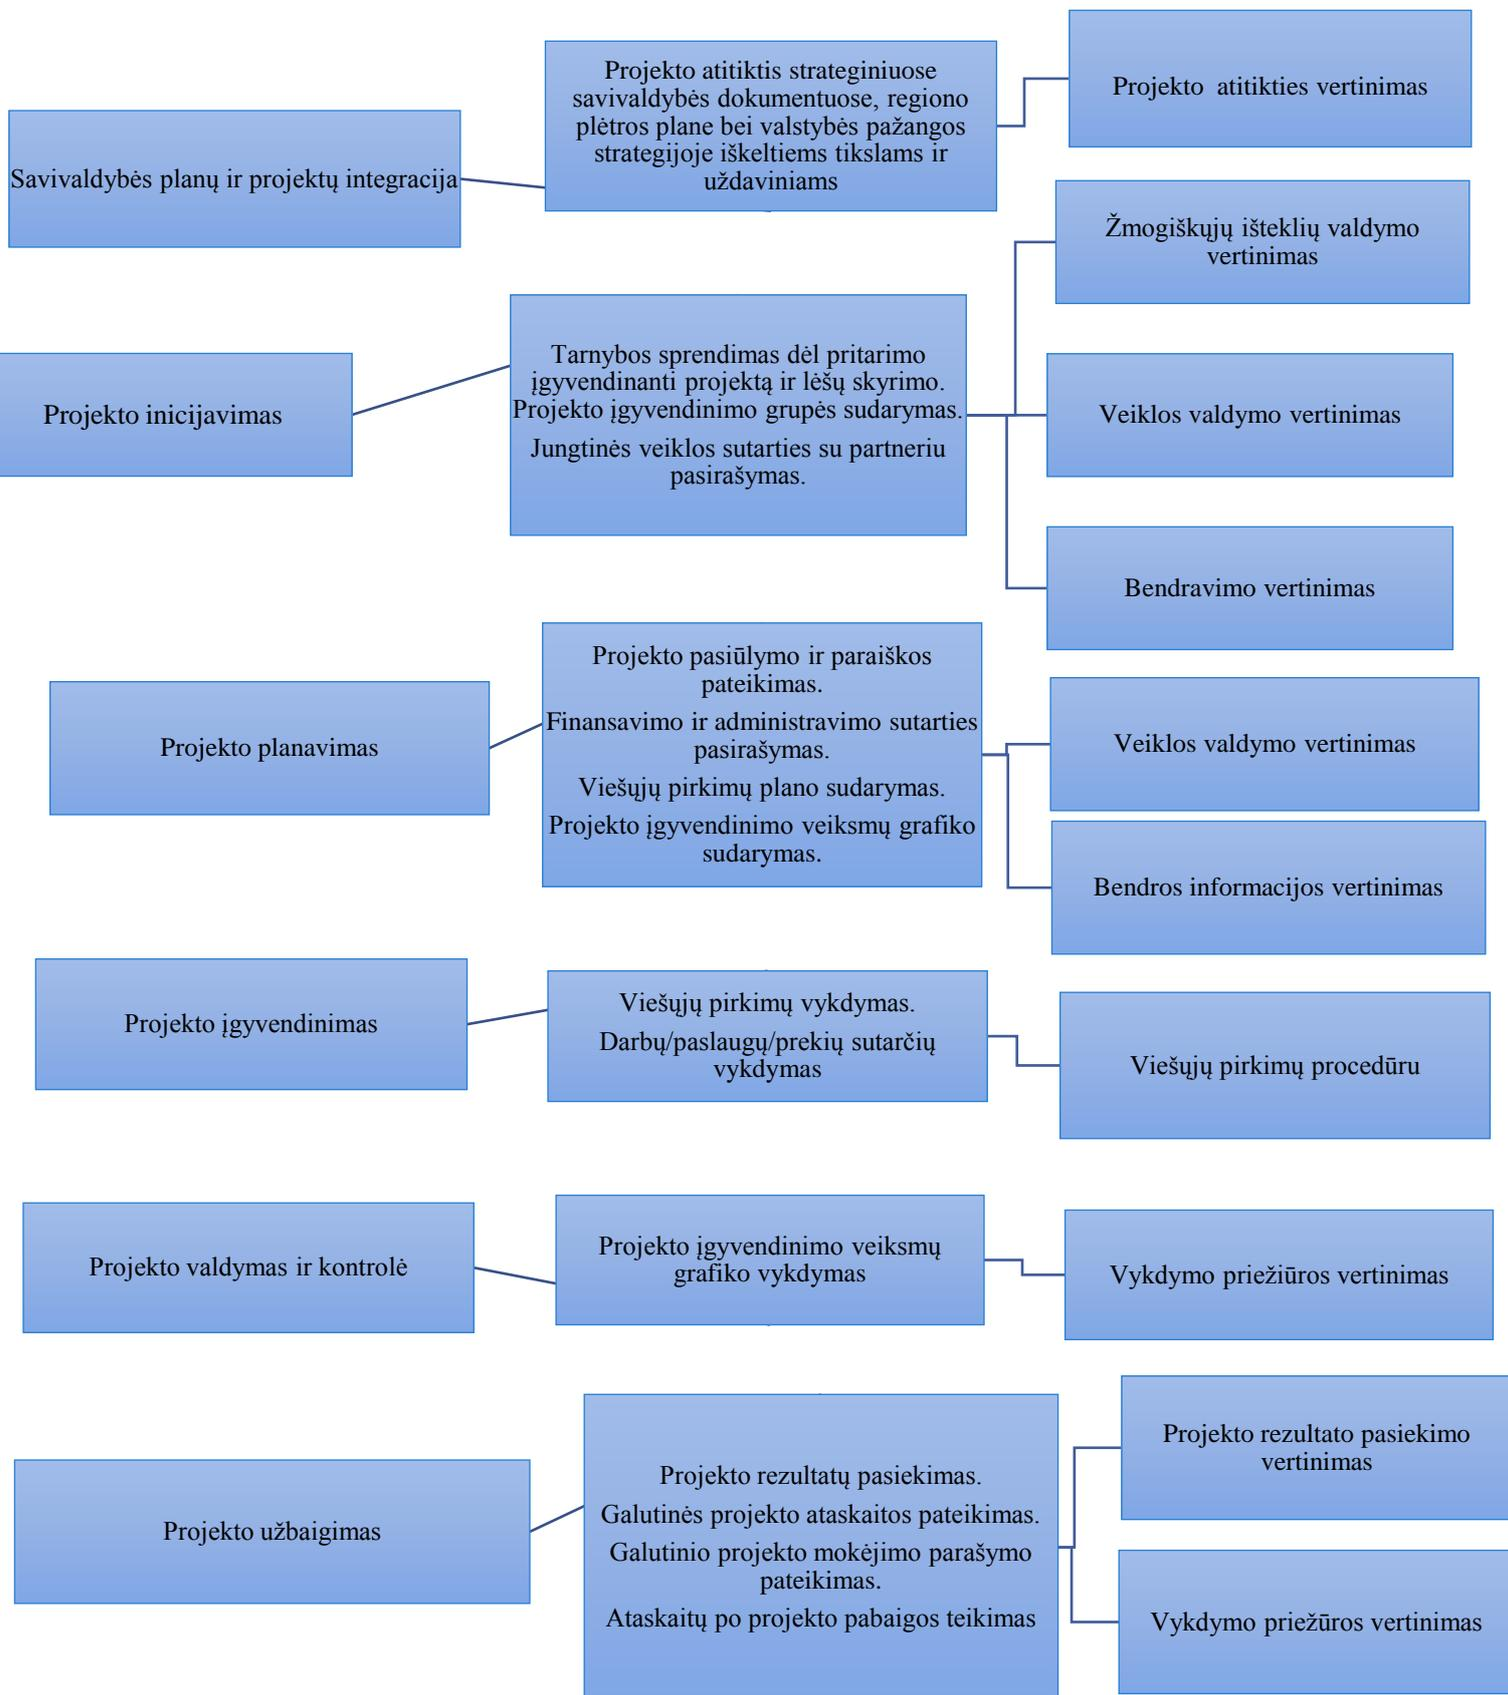 Savivaldybės planų ir projektų integracija
Projekto atitiktis strateginiuose
savivaldybės dokumentuose, regiono
plėtros plane bei valstybės pažangos
strategijoje iškeltiems tikslams ir
uždaviniams
Projekto atitikties vertinimas
Projekto inicijavimas
Tarnybos sprendimas dėl pritarimo
įgyvendinanti projektą ir lėšų skyrimo.
Projekto įgyvendinimo grupės sudarymas.
Jungtinės veiklos sutarties su partneriu
pasirašymas.
Žmogiškųjų išteklių valdymo
vertinimas
Veiklos valdymo vertinimas
Bendravimo vertinimas
Projekto planavimas
Projekto pasiūlymo ir paraiškos
pateikimas.
Finansavimo ir administravimo sutarties
pasirašymas.
Viešųjų pirkimų plano sudarymas.
Projekto įgyvendinimo veiksmų grafiko
sudarymas.
Veiklos valdymo vertinimas
Bendros informacijos vertinimas
Projekto įgyvendinimas
Viešųjų pirkimų vykdymas.
Darbų/paslaugų/prekių sutarčių
vykdymas
Viešųjų pirkimų procedūru
Projekto valdymas ir kontrolė
Projekto įgyvendinimo veiksmų
grafiko vykdymas
Vykdymo priežiūros vertinimas
Projekto užbaigimas
Projekto rezultatų pasiekimas.
Galutinės projekto ataskaitos pateikimas.
Galutinio projekto mokėjimo parašymo
pateikimas.
Ataskaitų po projekto pabaigos teikimas
Projekto rezultato pasiekimo
vertinimas
Vykdymo priežūros vertinimas